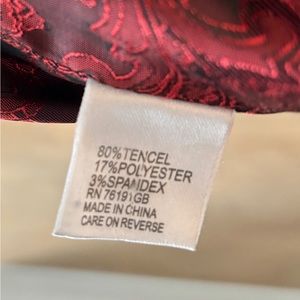 80%TENCEL
17%POLYESTER
3%SPANDEX
RN 76191GB
MADE IN CHINA
CARE ON REVERSE